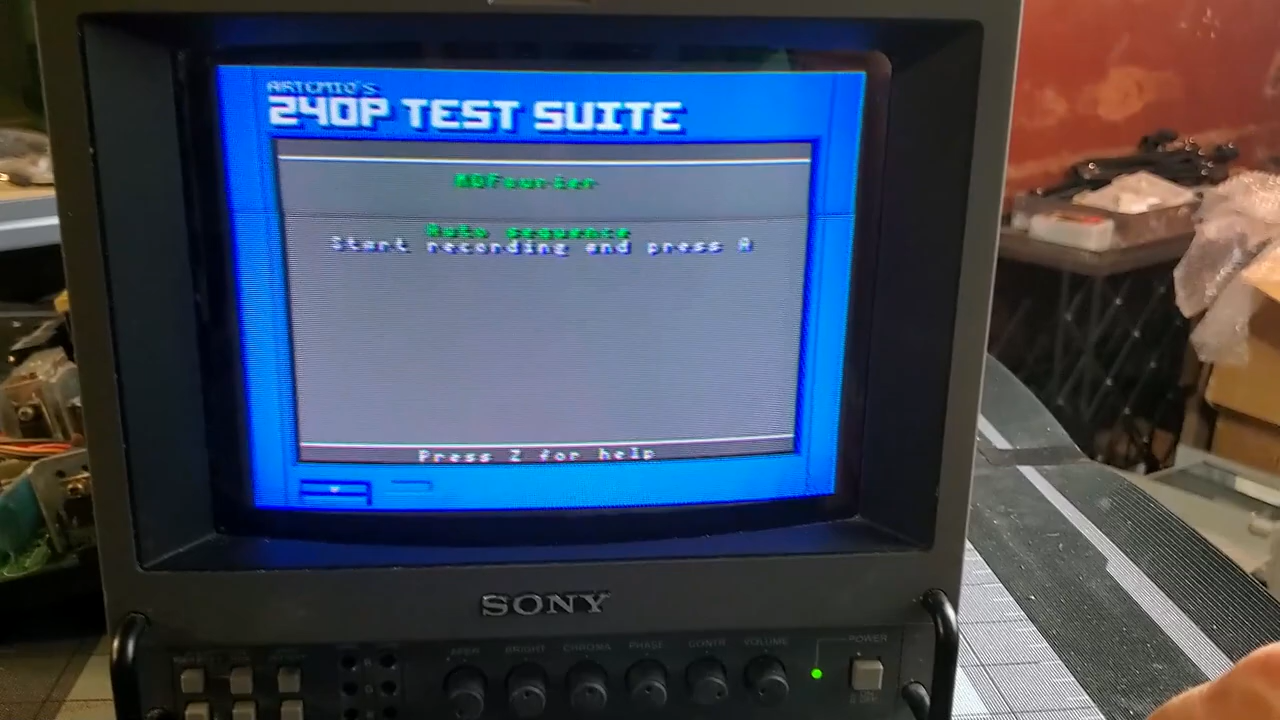 ARTEMIO's
240P TEST SUITE
MDFourier
Auto sequence
Start recording and press A
Press Z for help
SONY
APER BRIGHT CHROMA PHASE CONTR VOLUME POWER